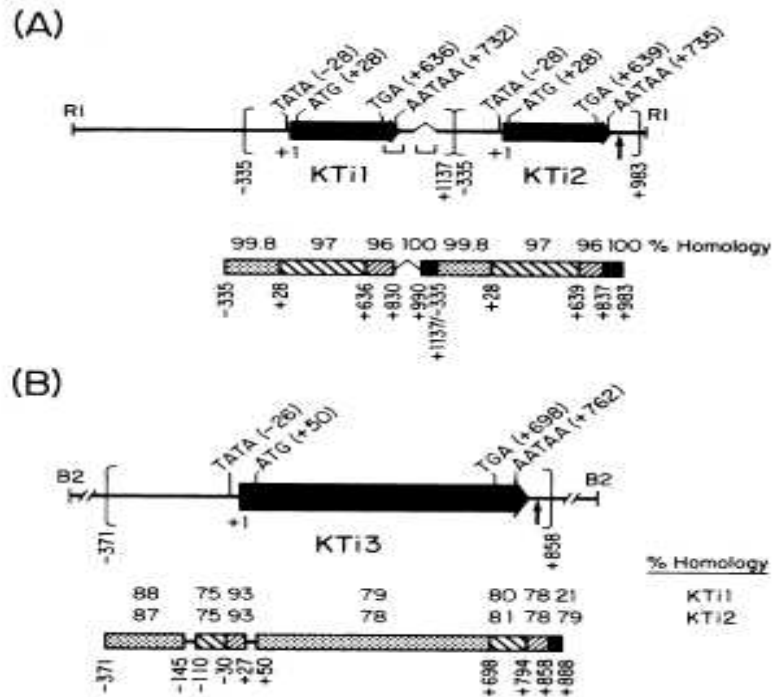 (A)
TATA (-28)
ATG (+28)
TGA (+636)
AATAA (+732)
TATA (-28)
ATG (+28)
TGA (+639)
AATAA (+735)
RI
RI
-335
+1
KTi1
+1137
-335
+1
KTi2
+983
99.8 97 96 100 99.8 97 96 100 % Homology
-335
+28
+636
+830
+990
+1137/-335
+28
+639
+837
+983
(B)
TATA (-26)
ATG (+50)
TGA (+698)
AATAA (+762)
B2
B2
-371
+1
KTi3
+858
% Homology
88 75 93 79 80 78 21 KTi1
87 75 93 78 81 78 79 KTi2
-371
-145
-110
-30
+27
+50
+698
+794
+858
+888